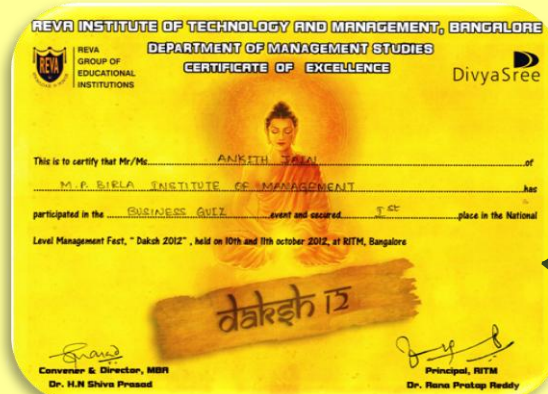 REVA INSTITUTE OF TECHNOLOGY AND MANAGEMENT, BANGALORE
DEPARTMENT OF MANAGEMENT STUDIES
CERTIFICATE OF EXCELLENCE
REVA
REVA
GROUP OF
EDUCATIONAL
INSTITUTIONS
DivyaSree
This is to certify that Mr/Ms. ANKITH JAIN of
M.P. BIRLA INSTITUTE OF MANAGEMENT has
participated in the BUSINESS QUIZ event and secured Ist place in the National
Level Management Fest, " Daksh 2012" , held on 10th and 11th october 2012, at RITM, Bangalore
daksh 12
Convener & Director, MBA
Dr. H.N Shiva Prasad
Principal, RITM
Dr. Rana Pratap Reddy